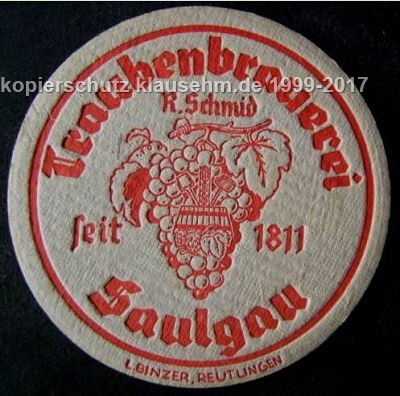 Traubenbrauerei
kopierschutz.klausehm.de 1999-2017
R. Schmid
seit 1811
Saulgau
L. BINZER, REUTLINGEN